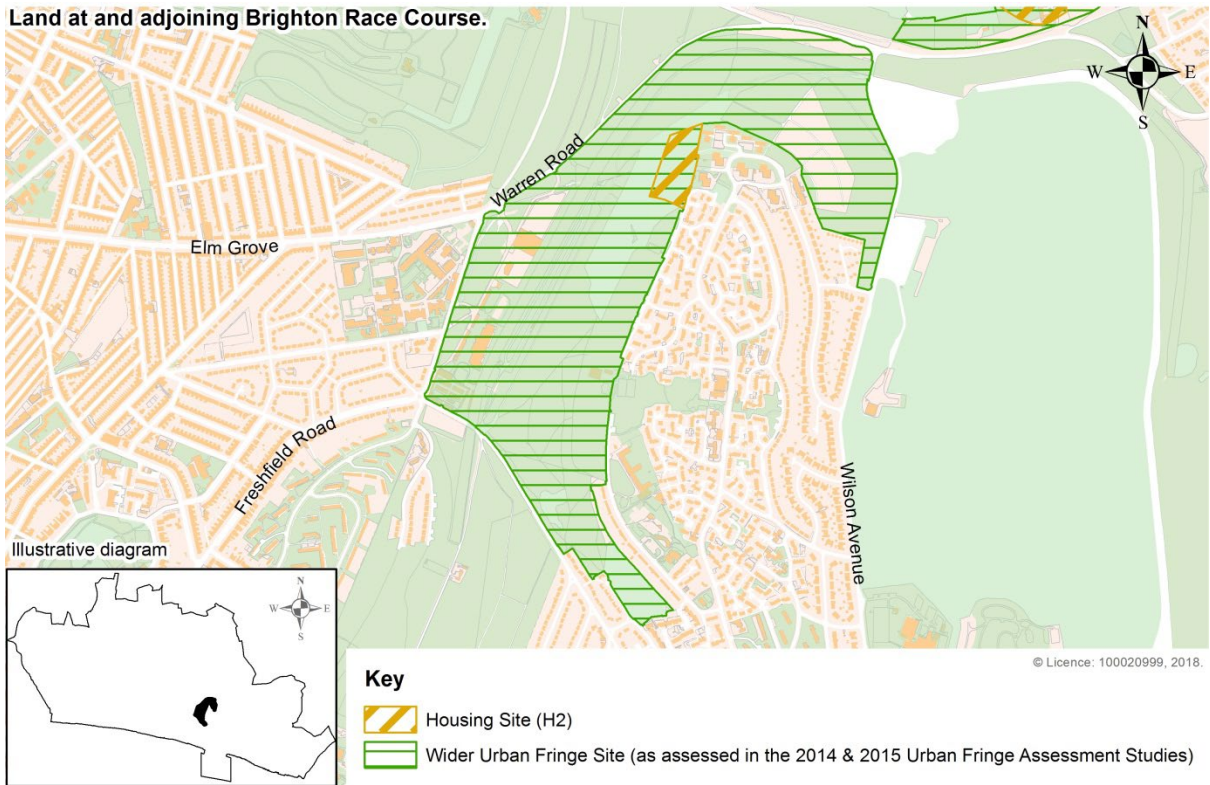 Land at and adjoining Brighton Race Course.
N
W E
S
Warren Road
Elm Grove
Freshfield Road
Wilson Avenue
Illustrative diagram
N
W E
S
© Licence: 100020999, 2018.
Key
Housing Site (H2)
Wider Urban Fringe Site (as assessed in the 2014 & 2015 Urban Fringe Assessment Studies)